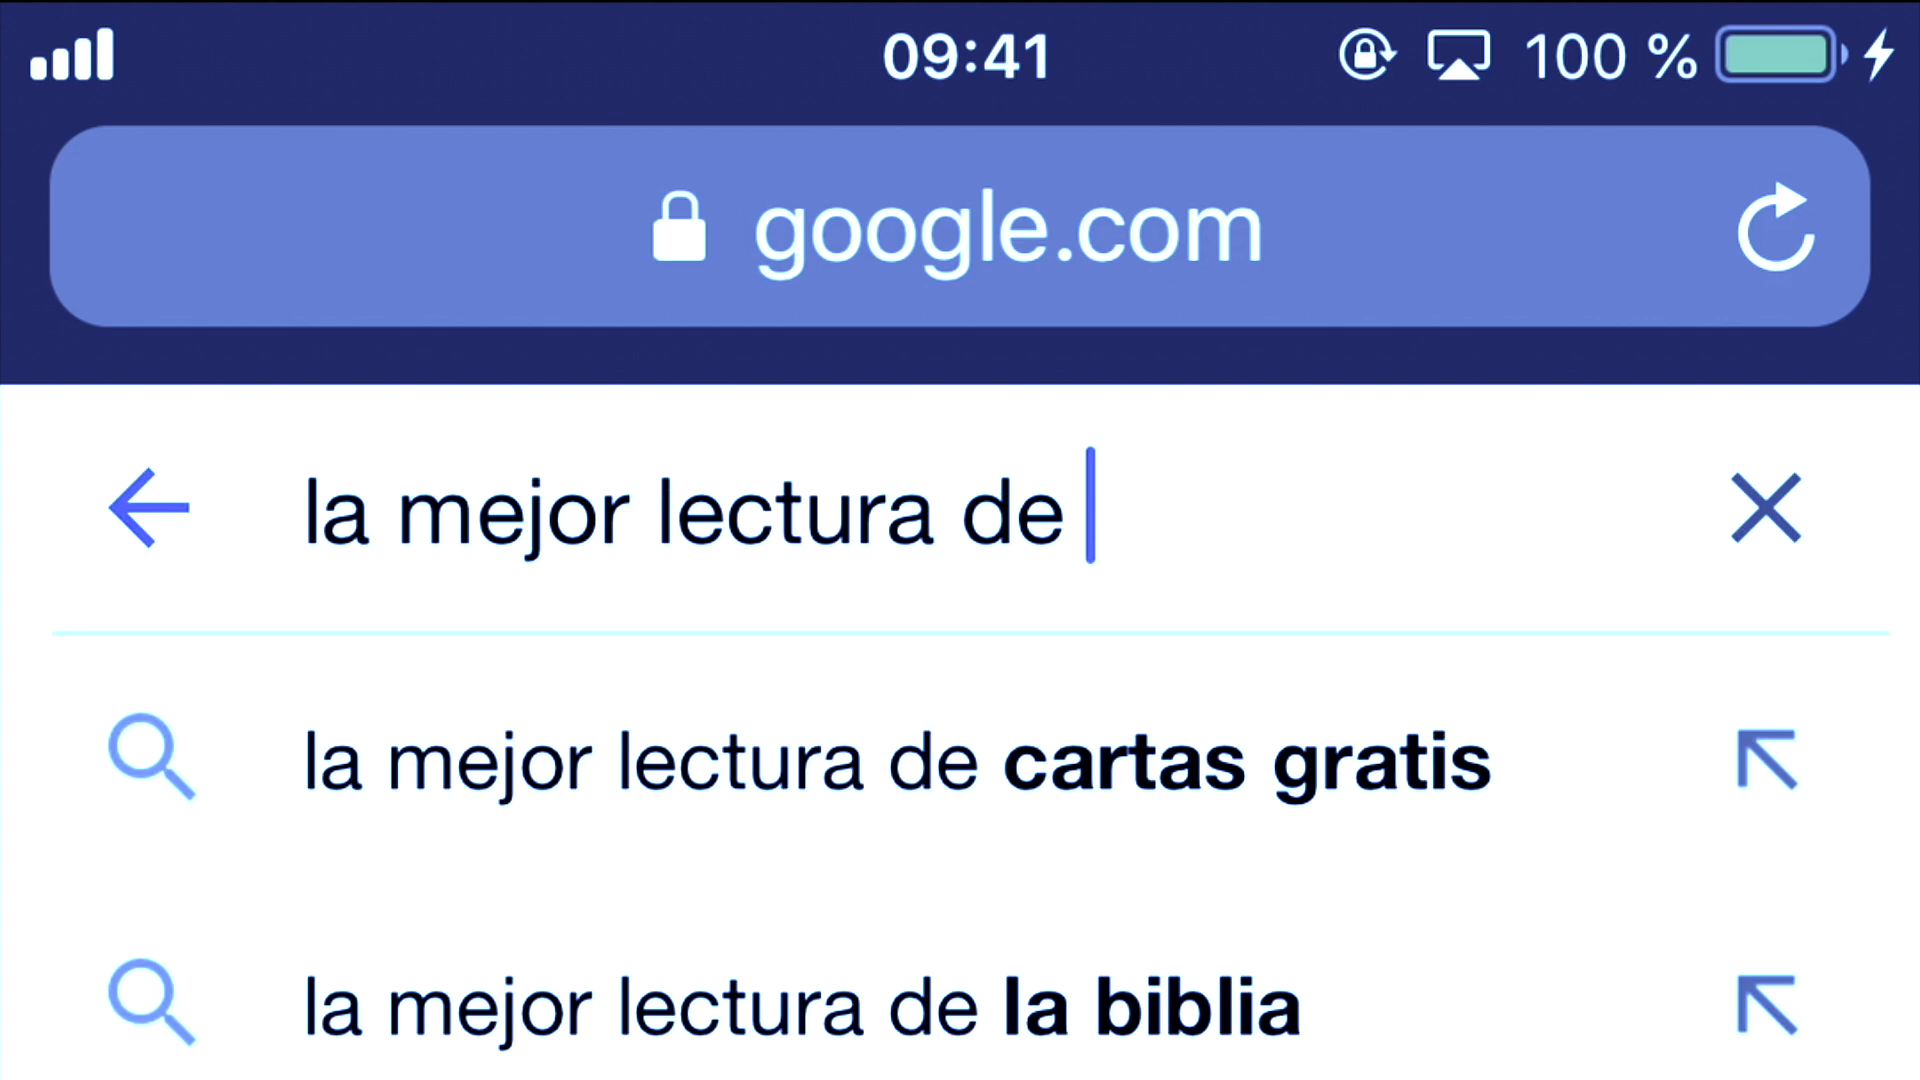 09:41
100 %
google.com
la mejor lectura de
la mejor lectura de cartas gratis
la mejor lectura de la biblia